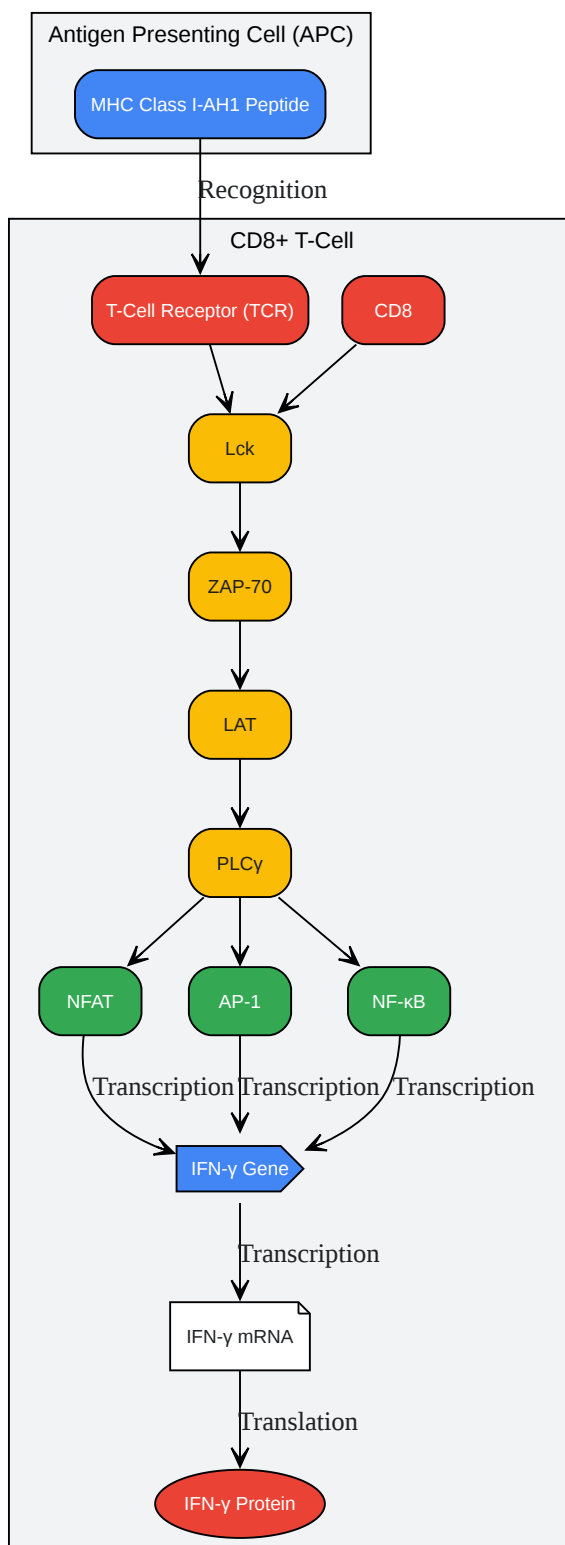 Antigen Presenting Cell (APC)
MHC Class I-AH1 Peptide
Recognition
CD8+ T-Cell
T-Cell Receptor (TCR)
CD8
Lck
ZAP-70
LAT
PLCγ
NFAT
AP-1
NF-κB
Transcription
Transcription
Transcription
IFN-γ Gene
Transcription
IFN-γ mRNA
Translation
IFN-γ Protein